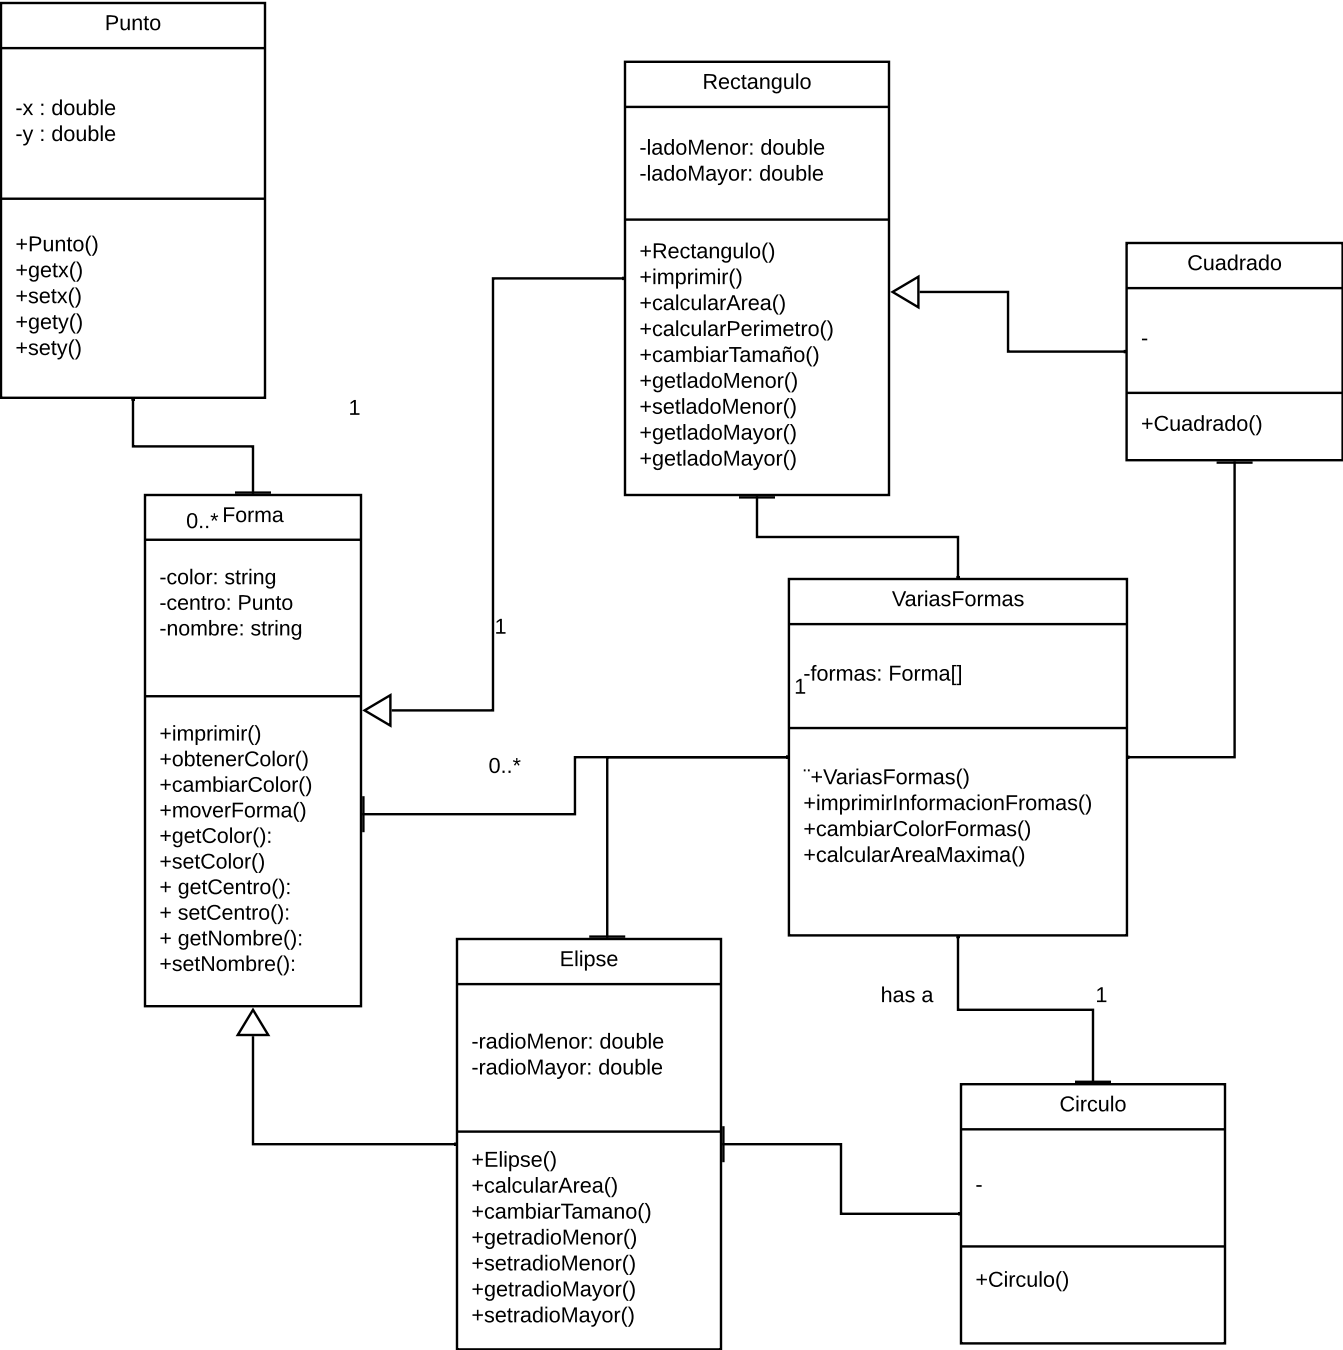 Punto
-x : double
-y : double
+Punto()
+getx()
+setx()
+gety()
+sety()
1
0..*
Forma
-color: string
-centro: Punto
-nombre: string
+imprimir()
+obtenerColor()
+cambiarColor()
+moverForma()
+getColor():
+setColor()
+ getCentro():
+ setCentro():
+ getNombre():
+setNombre():
Rectangulo
-ladoMenor: double
-ladoMayor: double
+Rectangulo()
+imprimir()
+calcularArea()
+calcularPerimetro()
+cambiarTamaño()
+getladoMenor()
+setladoMenor()
+getladoMayor()
+getladoMayor()
Cuadrado
-
+Cuadrado()
1
0..*
VariasFormas
-formas: Forma[]
1
¨+VariasFormas()
+imprimirInformacionFromas()
+cambiarColorFormas()
+calcularAreaMaxima()
has a
1
Elipse
-radioMenor: double
-radioMayor: double
+Elipse()
+calcularArea()
+cambiarTamano()
+getradioMenor()
+setradioMenor()
+getradioMayor()
+setradioMayor()
Circulo
-
+Circulo()